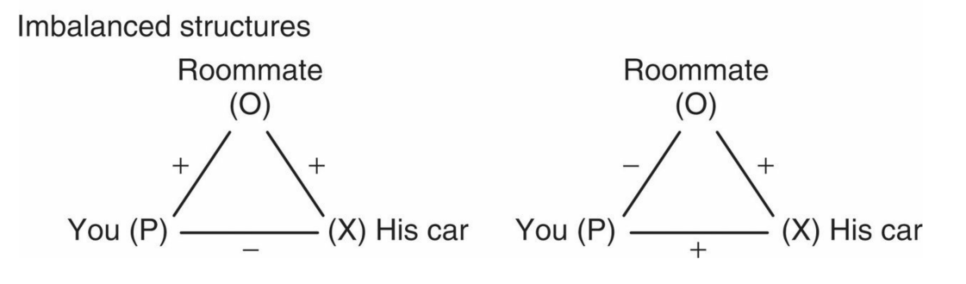 Imbalanced structures
Roommate Roommate
(O) (O)
+ + − +
You (P) (X) His car You (P) (X) His car
− +